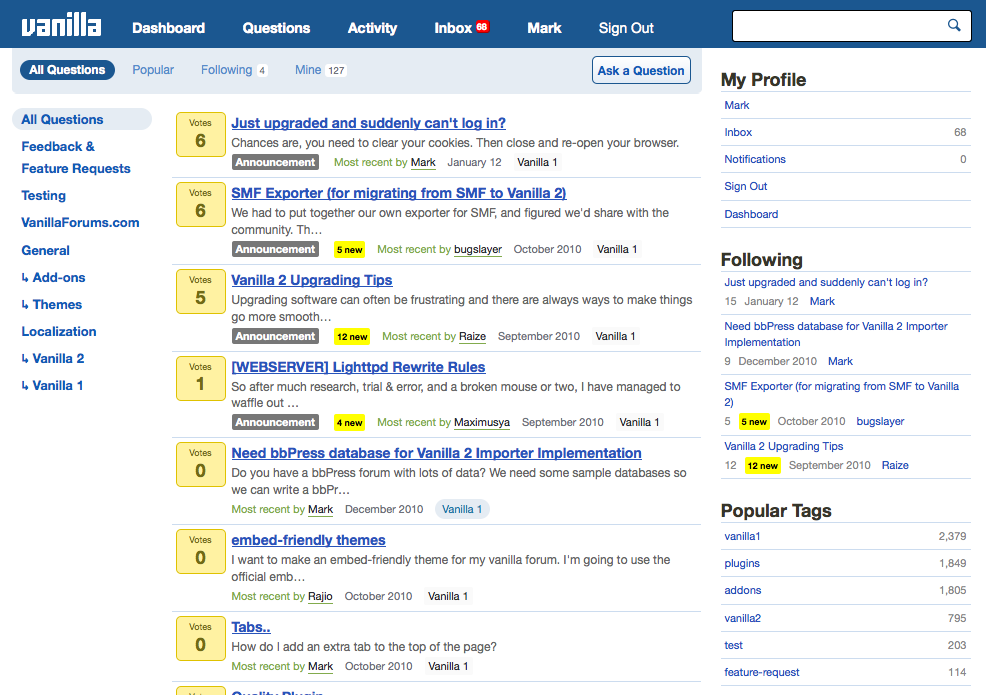 vanilla
Dashboard Questions Activity Inbox 68 Mark Sign Out
All Questions Popular Following 4 Mine 127
Ask a Question
All Questions
Feedback &
Feature Requests
Testing
VanillaForums.com
General
↳ Add-ons
↳ Themes
Localization
↳ Vanilla 2
↳ Vanilla 1
Votes
6
Just upgraded and suddenly can't log in?
Chances are, you need to clear your cookies. Then close and re-open your browser.
Announcement Most recent by Mark January 12 Vanilla 1
Votes
6
SMF Exporter (for migrating from SMF to Vanilla 2)
We had to put together our own exporter for SMF, and figured we'd share with the
community. Th…
Announcement 5 new Most recent by bugslayer October 2010 Vanilla 1
Votes
5
Vanilla 2 Upgrading Tips
Upgrading software can often be frustrating and there are always ways to make things
go more smooth…
Announcement 12 new Most recent by Raize September 2010 Vanilla 1
Votes
1
[WEBSERVER] Lighttpd Rewrite Rules
So after much research, trial & error, and a broken mouse or two, I have managed to
waffle out …
Announcement 4 new Most recent by Maximusya September 2010 Vanilla 1
Votes
0
Need bbPress database for Vanilla 2 Importer Implementation
Do you have a bbPress forum with lots of data? We need some sample databases so
we can write a bbPr…
Most recent by Mark December 2010 Vanilla 1
Votes
0
embed-friendly themes
I want to make an embed-friendly theme for my vanilla forum. I'm going to use the
official emb…
Most recent by Rajio October 2010 Vanilla 1
Votes
0
Tabs..
How do I add an extra tab to the top of the page?
Most recent by Mark October 2010 Vanilla 1
My Profile
Mark
Inbox 68
Notifications 0
Sign Out
Dashboard
Following
Just upgraded and suddenly can't log in?
15 January 12 Mark
Need bbPress database for Vanilla 2 Importer
Implementation
9 December 2010 Mark
SMF Exporter (for migrating from SMF to Vanilla
2)
5 5 new October 2010 bugslayer
Vanilla 2 Upgrading Tips
12 12 new September 2010 Raize
Popular Tags
vanilla1 2,379
plugins 1,849
addons 1,805
vanilla2 795
test 203
feature-request 114